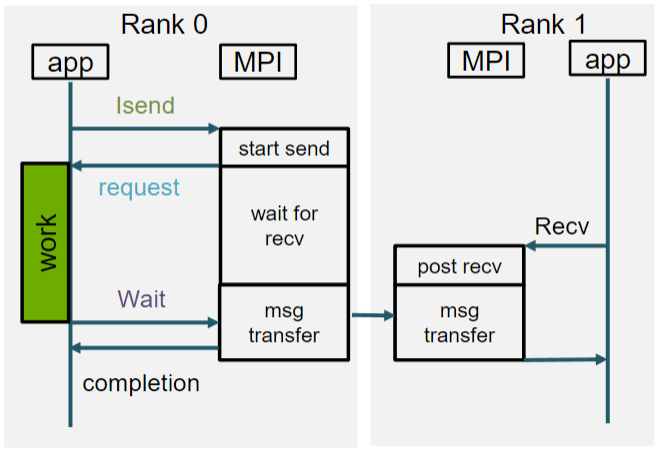 Rank 0
Rank 1
app
MPI
MPI
app
Isend
start send
request
wait for
recv
work
Recv
post recv
Wait
msg
transfer
msg
transfer
completion